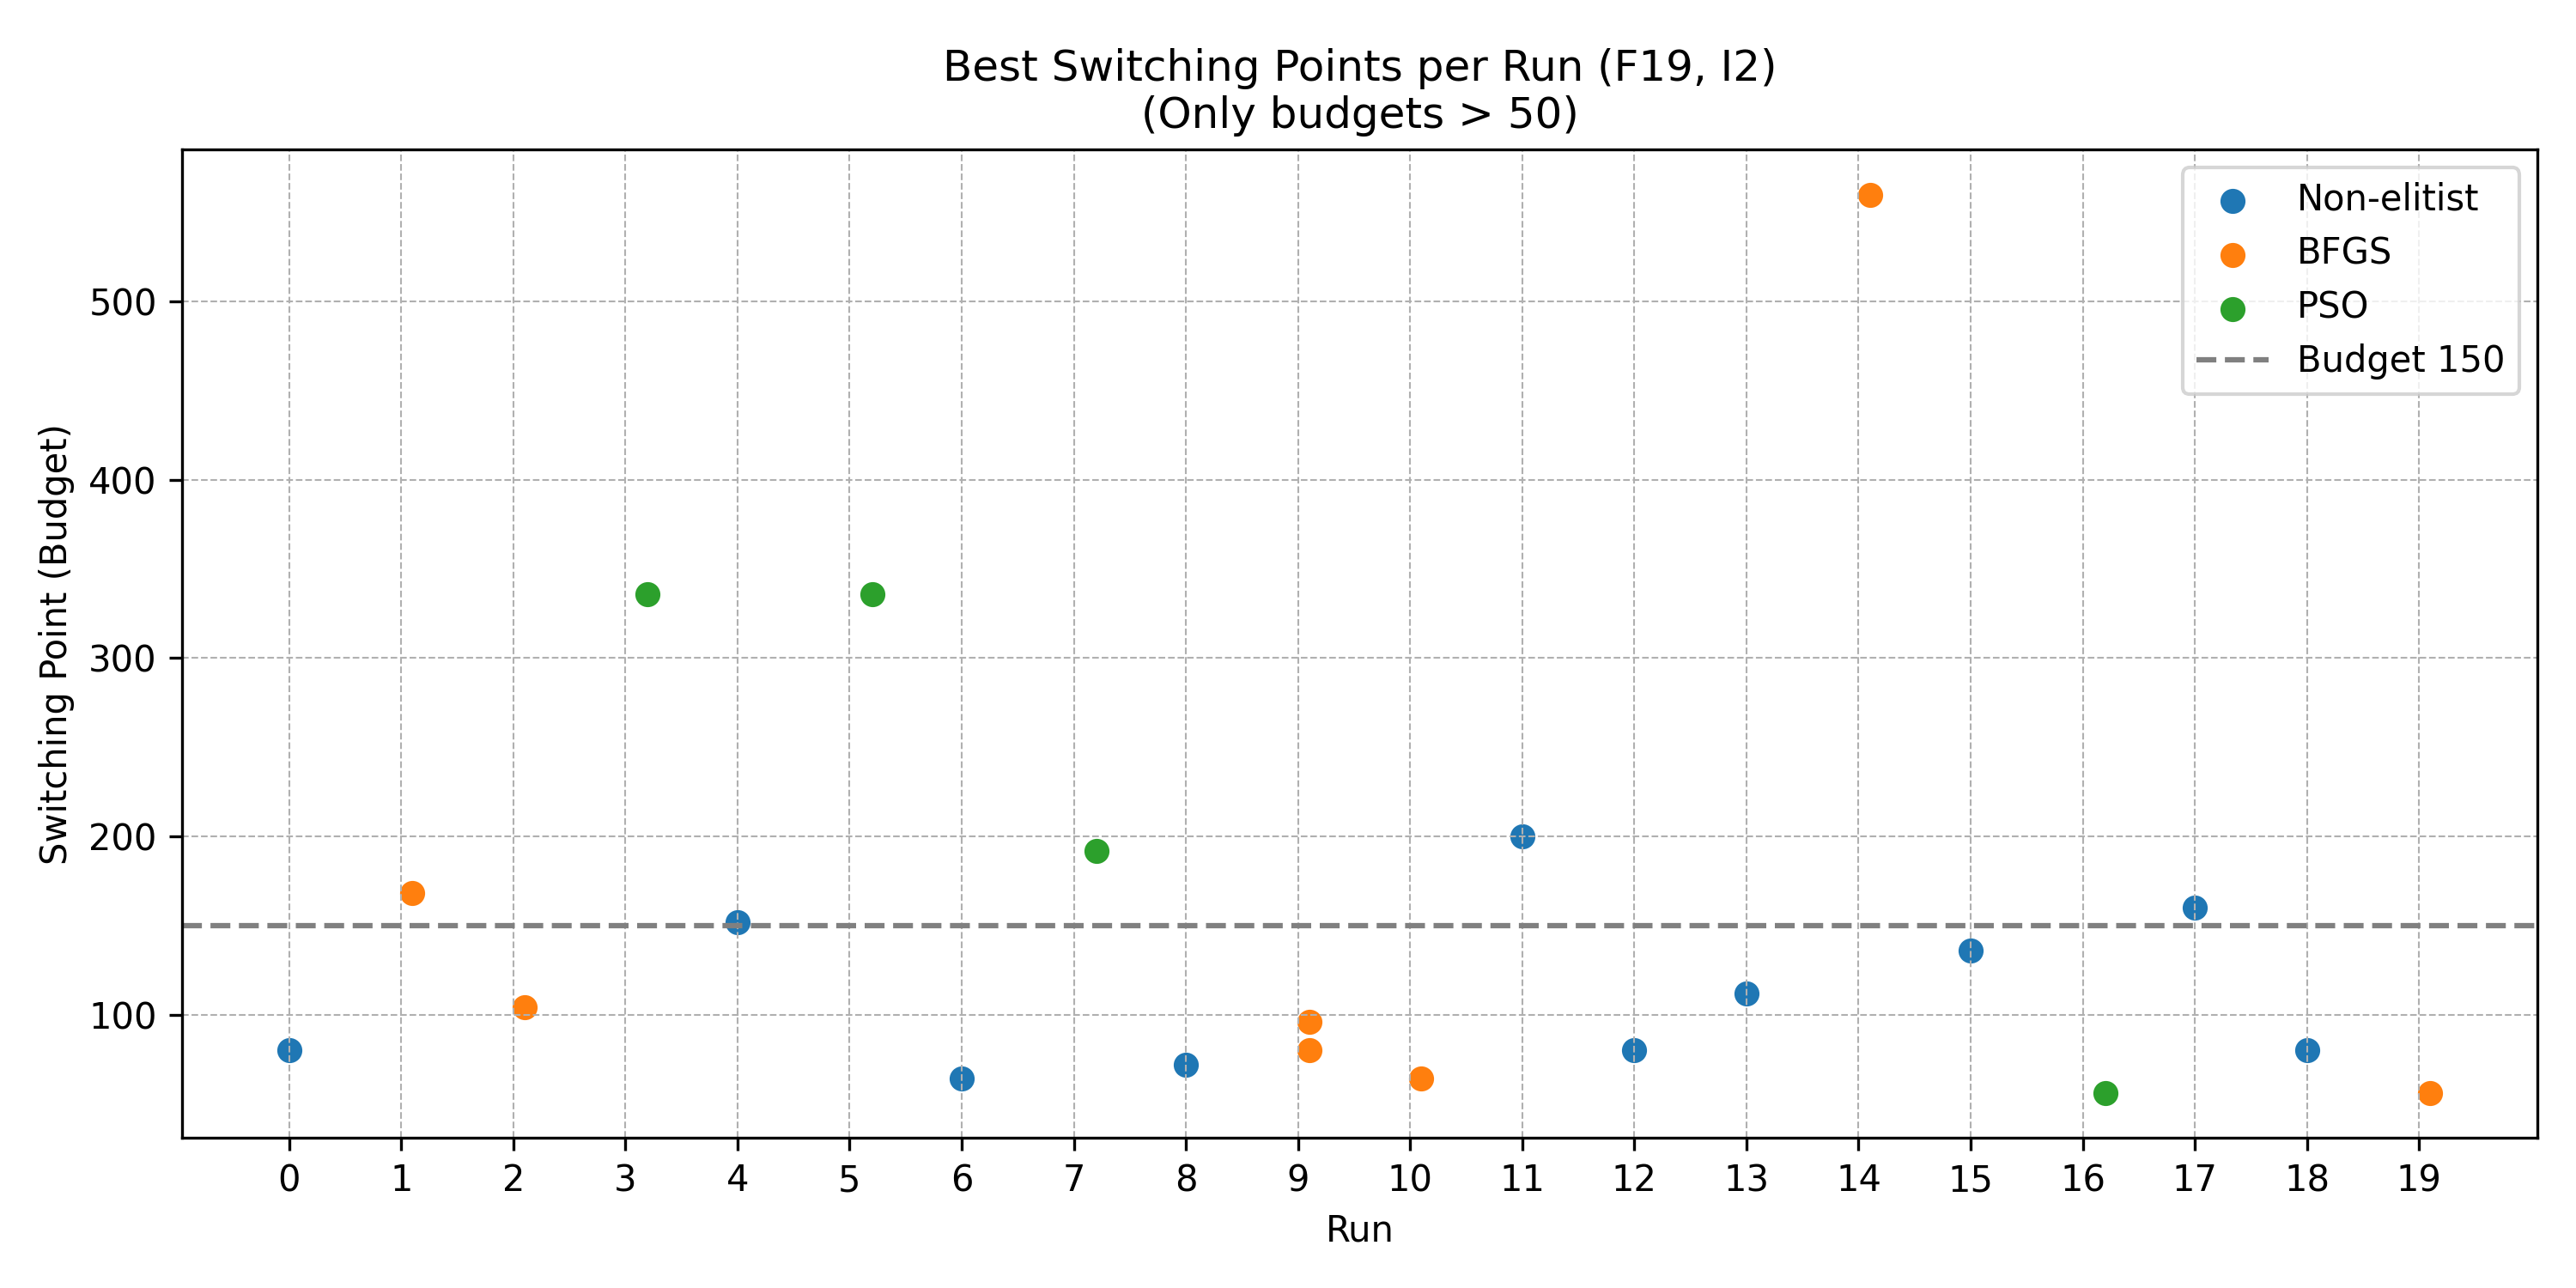 Best Switching Points per Run (F19, I2)
(Only budgets > 50)
Non-elitist
BFGS
PSO
Budget 150
Switching Point (Budget)
500
400
300
200
100
0 1 2 3 4 5 6 7 8 9 10 11 12 13 14 15 16 17 18 19
Run